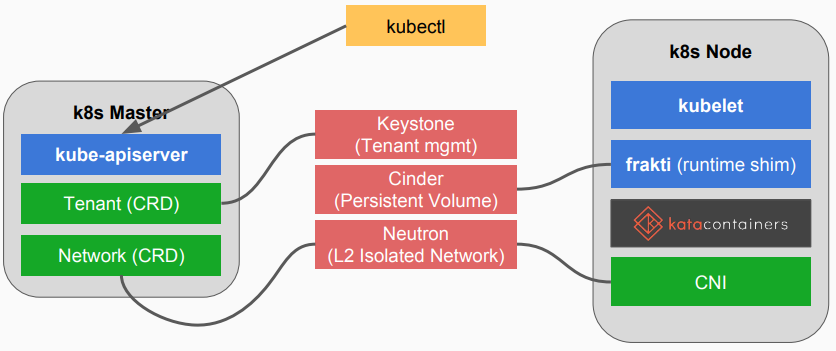 kubectl
k8s Master
kube-apiserver
Tenant (CRD)
Network (CRD)
Keystone
(Tenant mgmt)
Cinder
(Persistent Volume)
Neutron
(L2 Isolated Network)
k8s Node
kubelet
frakti (runtime shim)
katacontainers
CNI